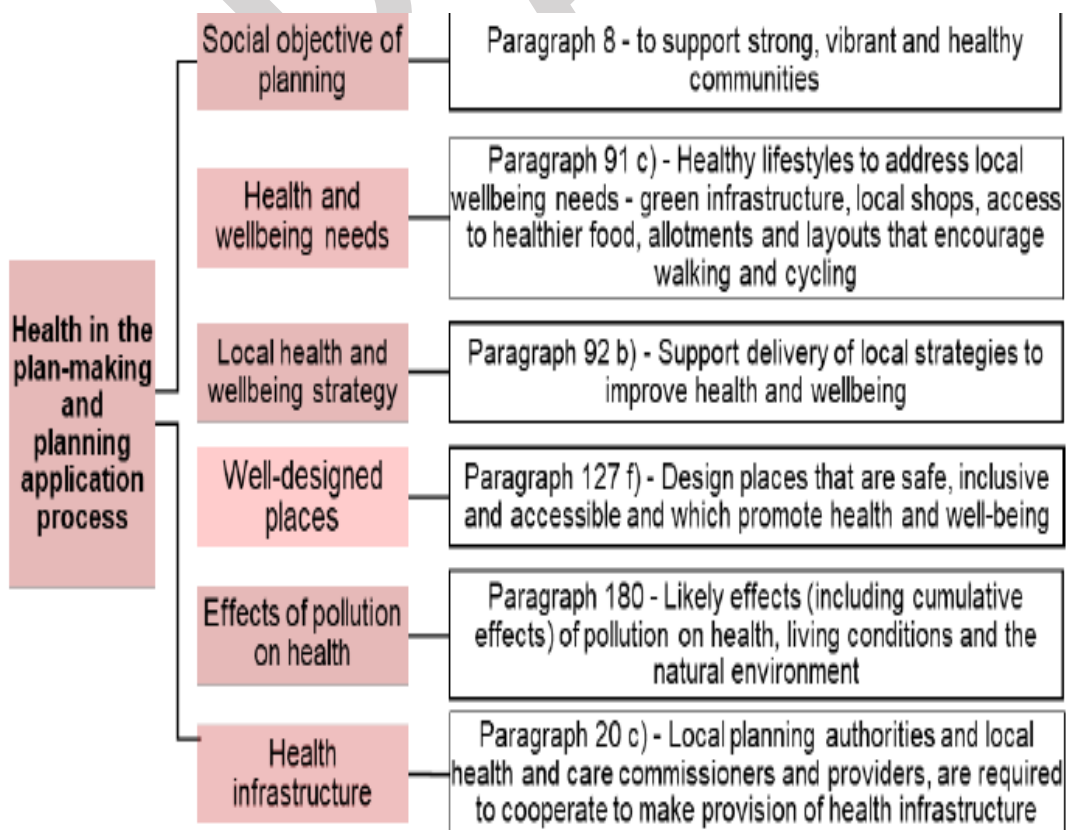 Social objective of
planning
Paragraph 8 - to support strong, vibrant and healthy
communities
Health and
wellbeing needs
Paragraph 91 c) - Healthy lifestyles to address local
wellbeing needs - green infrastructure, local shops, access
to healthier food, allotments and layouts that encourage
walking and cycling
Health in the
plan-making
and
planning
application
process
Local health and
wellbeing strategy
Paragraph 92 b) - Support delivery of local strategies to
improve health and wellbeing
Well-designed
places
Paragraph 127 f) - Design places that are safe, inclusive
and accessible and which promote health and well-being
Effects of pollution
on health
Paragraph 180 - Likely effects (including cumulative
effects) of pollution on health, living conditions and the
natural environment
Health
infrastructure
Paragraph 20 c) - Local planning authorities and local
health and care commissioners and providers, are required
to cooperate to make provision of health infrastructure